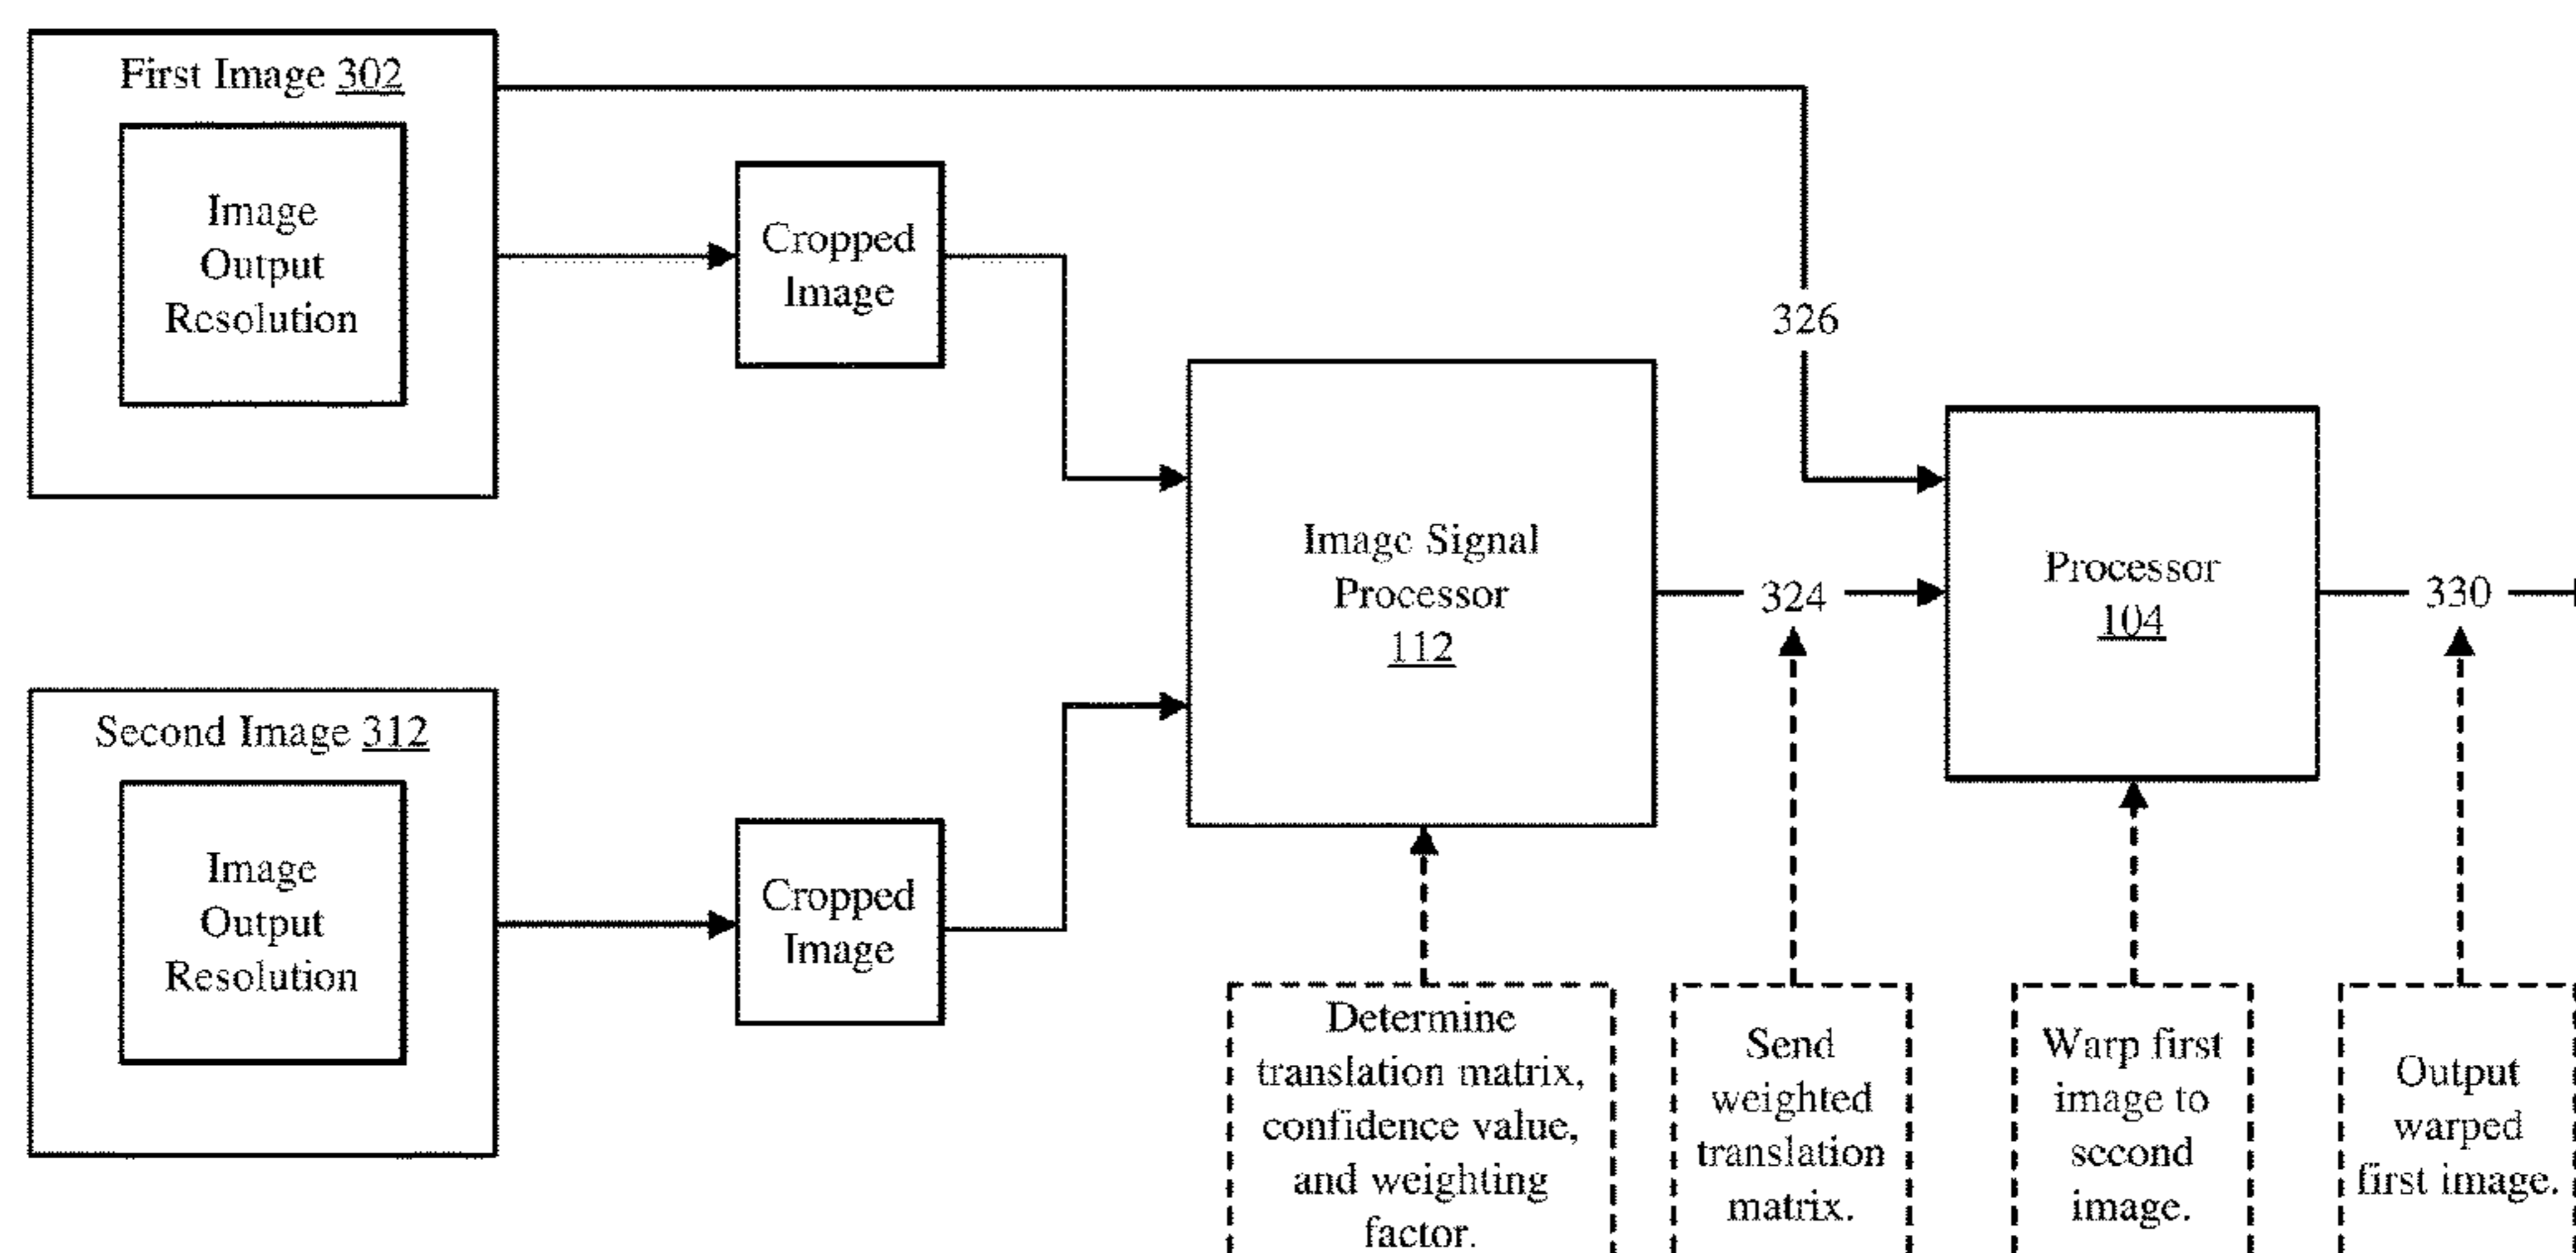 First Image 302
Image
Output
Resolution
Cropped
Image
326
Image Signal
Processor
112
324
Processor
104
330
Second Image 312
Image
Output
Resolution
Cropped
Image
Determine
translation matrix,
confidence value,
and weighting
factor.
Send
weighted
translation
matrix.
Warp first
image to
second
image.
Output
warped
first image.